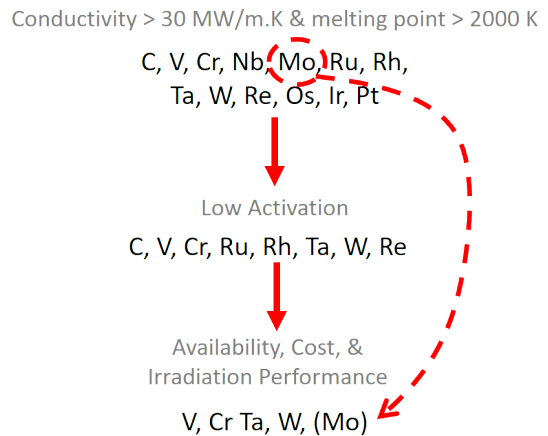 Conductivity > 30 MW/m.K & melting point > 2000 K
C, V, Cr, Nb, Mo, Ru, Rh,
Ta, W, Re, Os, Ir, Pt
Low Activation
C, V, Cr, Ru, Rh, Ta, W, Re
Availability, Cost, &
Irradiation Performance
V, Cr Ta, W, (Mo)